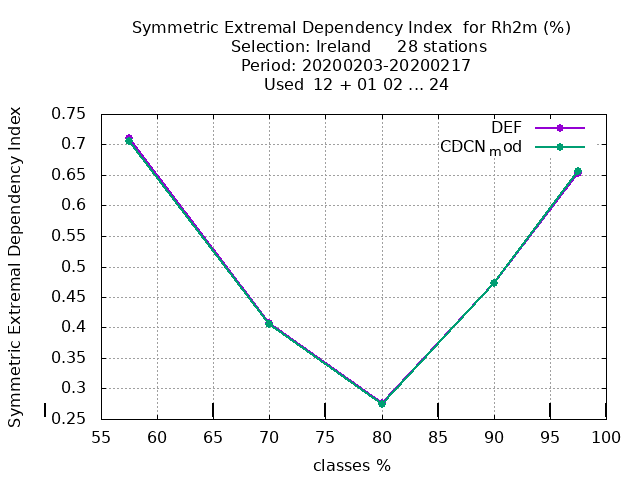 Symmetric Extremal Dependency Index  for Rh2m (%)
Selection: Ireland     28 stations
Period: 20200203-20200217
Used  12 + 01 02 ... 24
Symmetric Extremal Dependency Index
0.75
0.7
0.65
0.6
0.55
0.5
0.45
0.4
0.35
0.3
0.25
DEF
CDCNmod
55 60 65 70 75 80 85 90 95 100
classes %